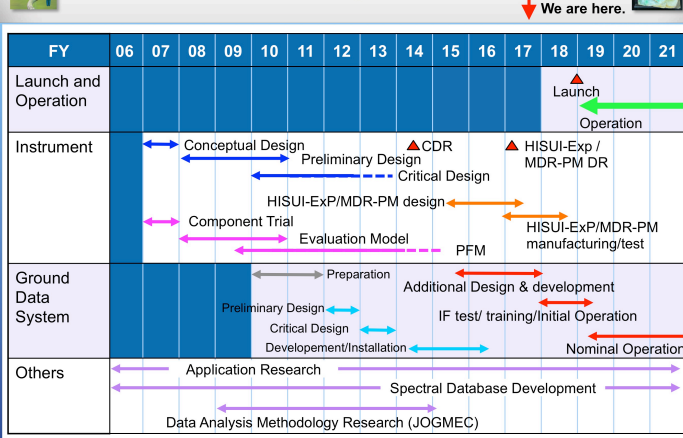 We are here.
FY 06 07 08 09 10 11 12 13 14 15 16 17 18 19 20 21
Launch and
Operation
Launch
Operation
Instrument
Conceptual Design
CDR
HISUI-Exp /
MDR-PM DR
Preliminary Design
Critical Design
HISUI-ExP/MDR-PM design
Component Trial
HISUI-ExP/MDR-PM
manufacturing/test
Evaluation Model
PFM
Ground
Data
System
Preparation
Additional Design & development
Preliminary Design
IF test/ training/Initial Operation
Critical Design
Developement/Installation
Nominal Operation
Others
Application Research
Spectral Database Development
Data Analysis Methodology Research (JOGMEC)